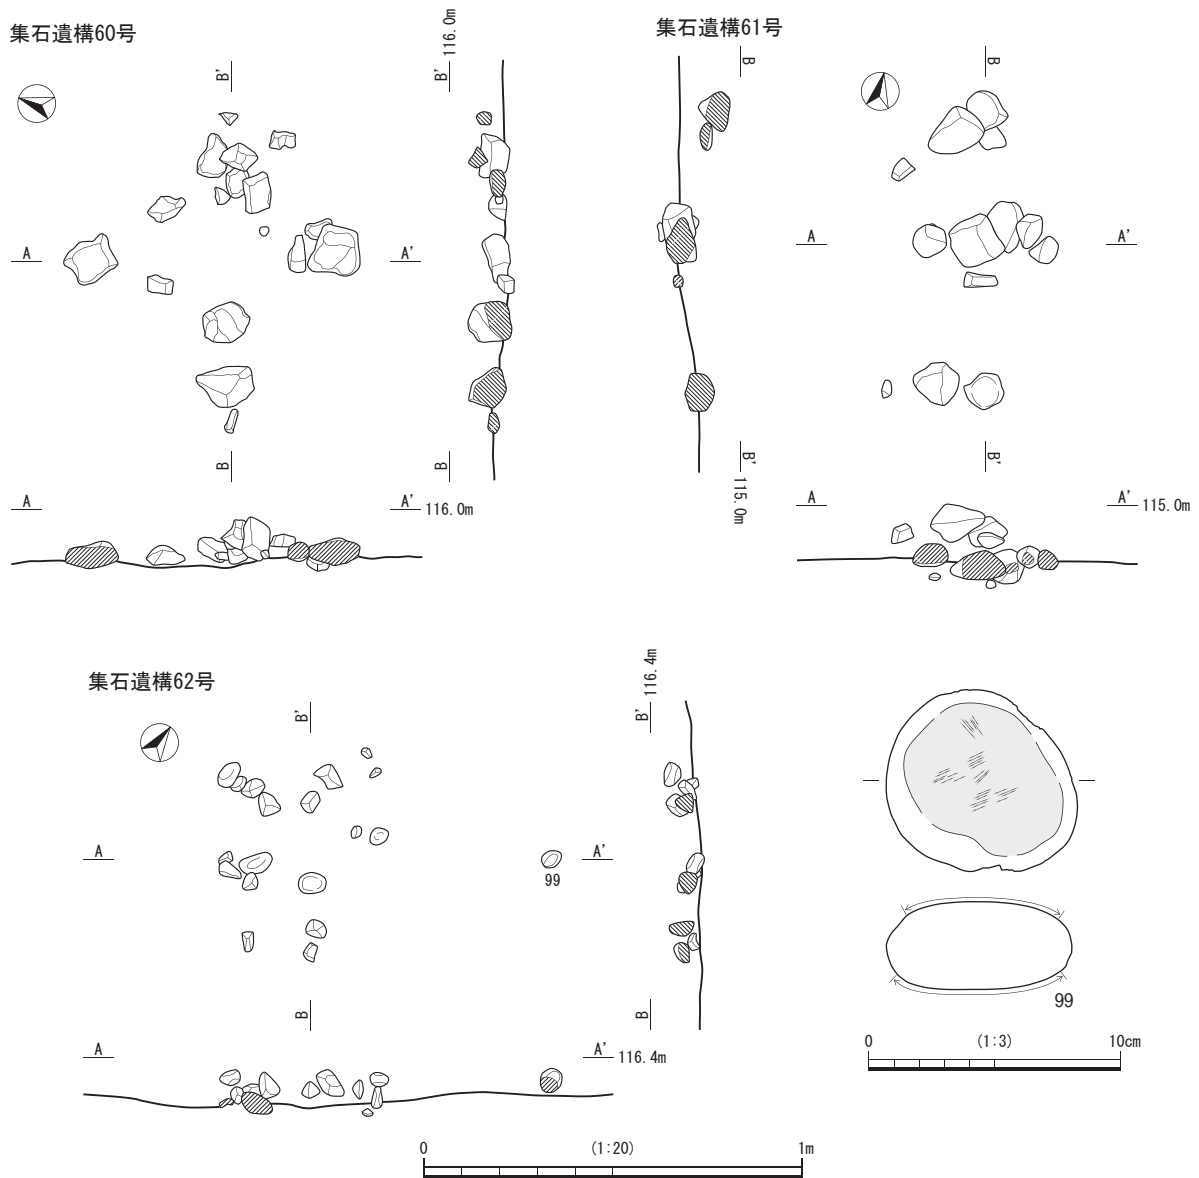 集石遺構60号
B'
B' 116.0m
A
A'
B
B
A
A' 116.0m
集石遺構61号
B
B
A
A'
B' 115.0m
B'
A
A' 115.0m
集石遺構62号
B'
B' 116.4m
A
99
A'
B
B
A
A' 116.4m
99
0 (1:3) 10cm
0 (1:20) 1m